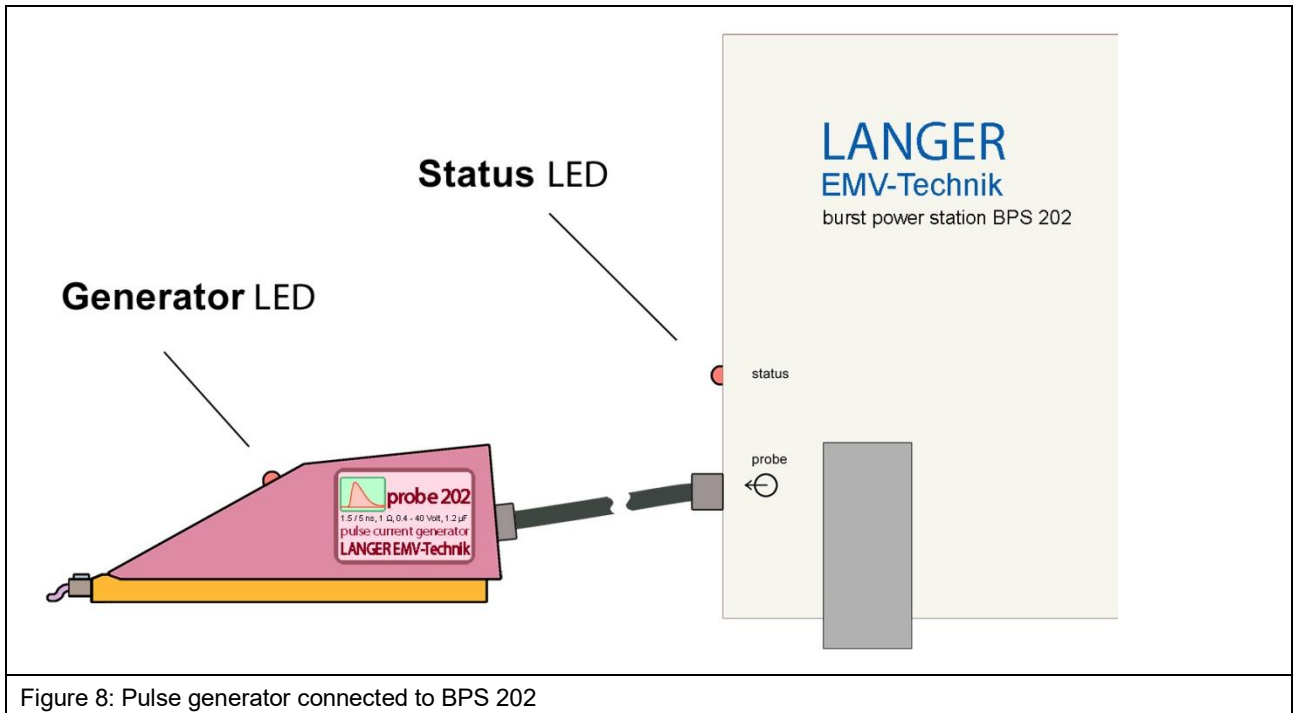 LANGER
EMV-Technik
burst power station BPS 202
Status LED
Generator LED
status
probe
probe 202
1.5 / 5 ns, 1 Ω, 0.4 - 40 Volt, 1.2 µF
pulse current generator
LANGER EMV-Technik
Figure 8: Pulse generator connected to BPS 202